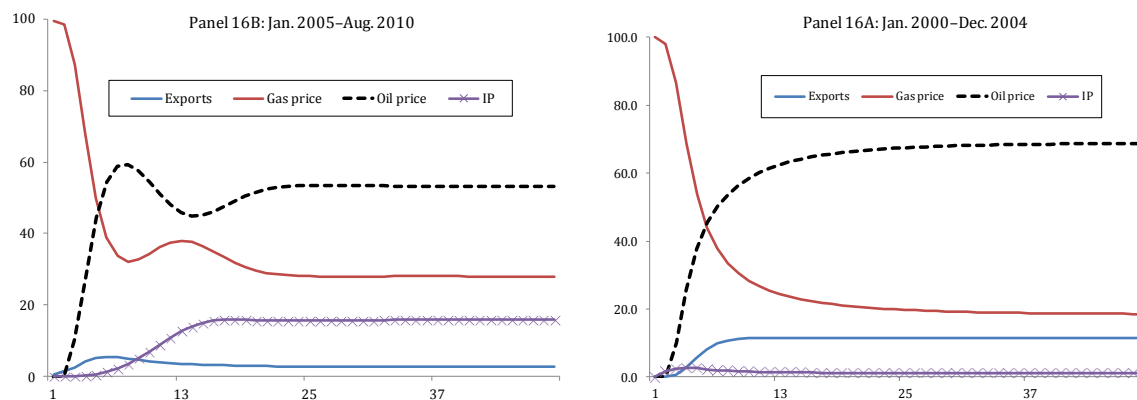 Panel 16B: Jan. 2005–Aug. 2010
100
80
60
40
20
0
Exports Gas price Oil price IP
1 13 25 37
Panel 16A: Jan. 2000–Dec. 2004
100.0
80.0
60.0
40.0
20.0
0.0
Exports Gas price Oil price IP
1 13 25 37